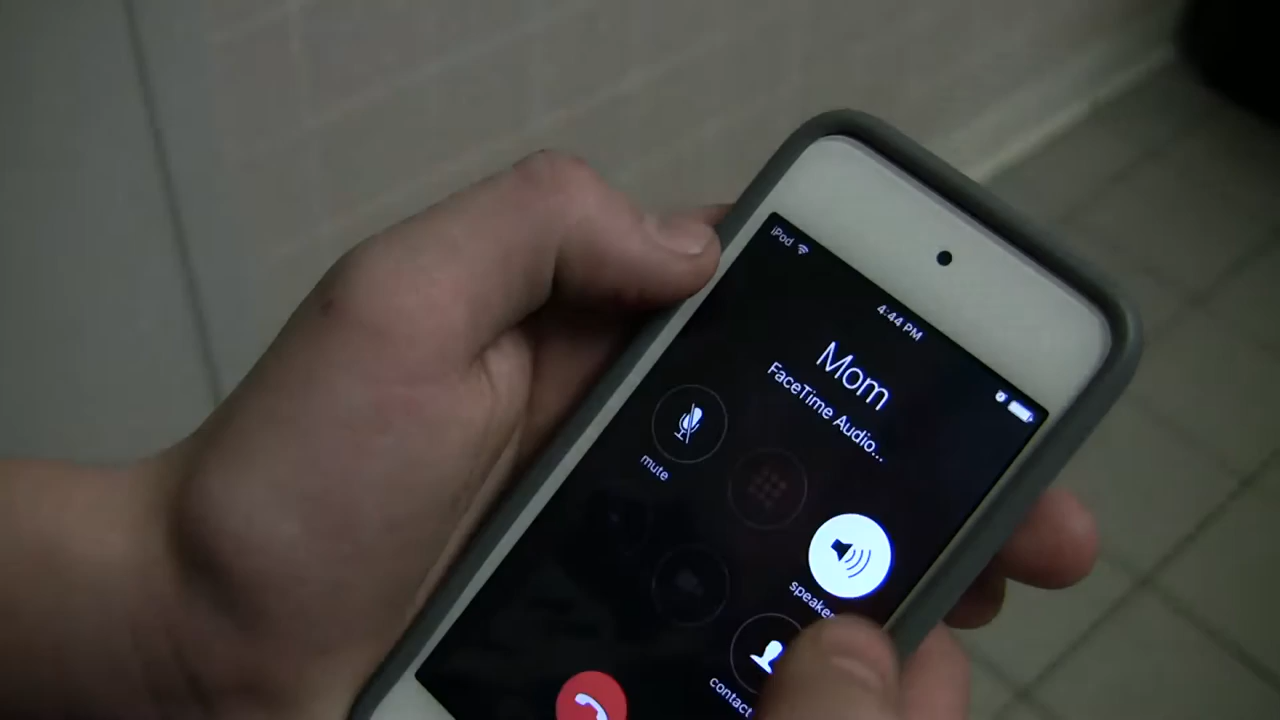 iPod
4:44 PM
Mom
FaceTime Audio...
mute
speaker
contact